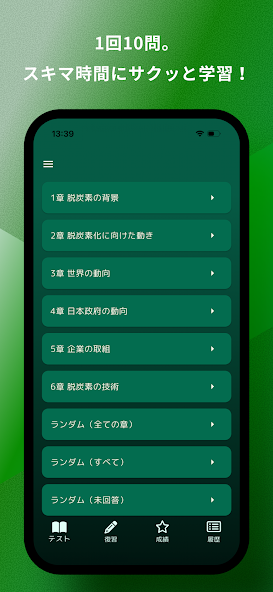 1回10問。
スキマ時間にサクッと学習！
13:39
1章 脱炭素の背景
2章 脱炭素化に向けた動き
3章 世界の動向
4章 日本政府の動向
5章 企業の取組
6章 脱炭素の技術
ランダム（全ての章）
ランダム（すべて）
ランダム（未回答）
テスト 復習 成績 履歴